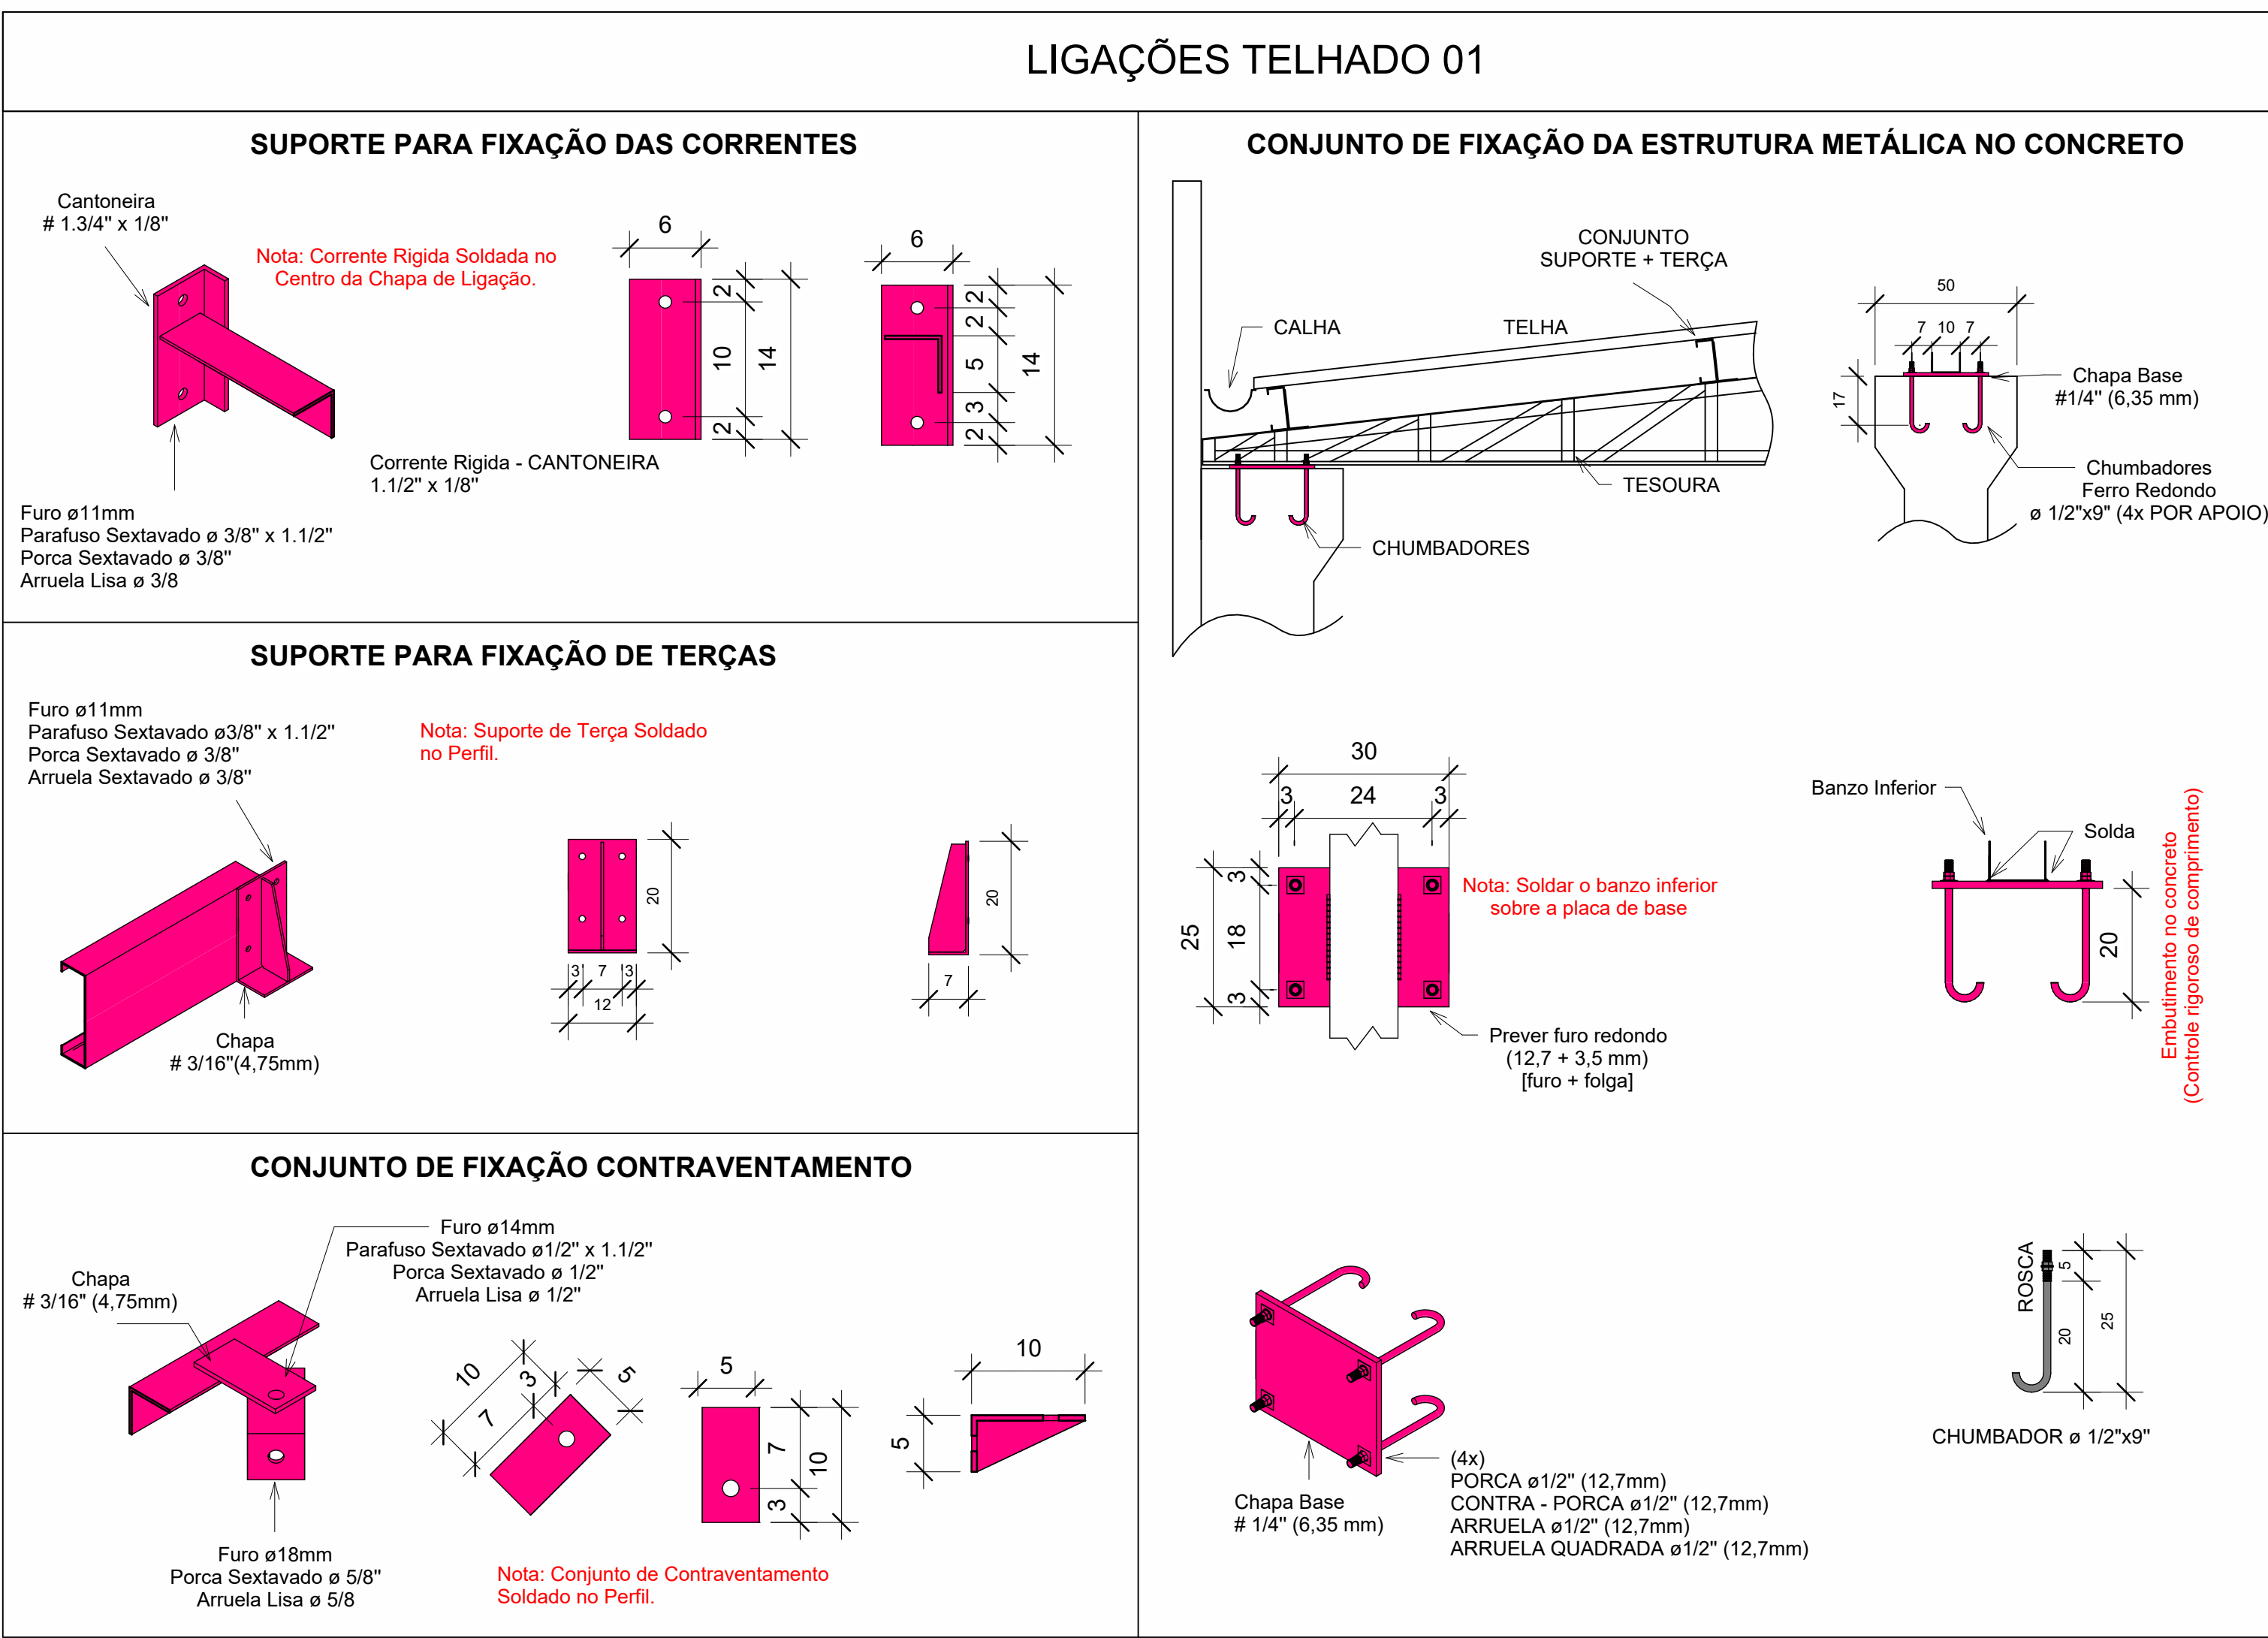 LIGAÇÕES TELHADO 01
SUPORTE PARA FIXAÇÃO DAS CORRENTES
Cantoneira
# 1.3/4" x 1/8"
Nota: Corrente Rigida Soldada no
Centro da Chapa de Ligação.
6
2
10
2
14
6
2
2
5
3
2
14
Corrente Rigida - CANTONEIRA
1.1/2" x 1/8"
Furo ø11mm
Parafuso Sextavado ø 3/8" x 1.1/2"
Porca Sextavado ø 3/8"
Arruela Lisa ø 3/8
SUPORTE PARA FIXAÇÃO DE TERÇAS
Furo ø11mm
Parafuso Sextavado ø3/8" x 1.1/2"
Porca Sextavado ø 3/8"
Arruela Sextavado ø 3/8"
Nota: Suporte de Terça Soldado
no Perfil.
20
3 7 3
12
20
7
Chapa
# 3/16"(4,75mm)
CONJUNTO DE FIXAÇÃO CONTRAVENTAMENTO
Furo ø14mm
Parafuso Sextavado ø1/2" x 1.1/2"
Porca Sextavado ø 1/2"
Arruela Lisa ø 1/2"
Chapa
# 3/16" (4,75mm)
10
3
7
5
5
7
3
10
10
5
Furo ø18mm
Porca Sextavado ø 5/8"
Arruela Lisa ø 5/8
Nota: Conjunto de Contraventamento
Soldado no Perfil.
CONJUNTO DE FIXAÇÃO DA ESTRUTURA METÁLICA NO CONCRETO
CONJUNTO
SUPORTE + TERÇA
CALHA
TELHA
TESOURA
CHUMBADORES
50
7 10 7
17
Chapa Base
#1/4" (6,35 mm)
Chumbadores
Ferro Redondo
ø 1/2"x9" (4x POR APOIO)
30
3 24 3
3
18
3
25
Nota: Soldar o banzo inferior
sobre a placa de base
Prever furo redondo
(12,7 + 3,5 mm)
[furo + folga]
Banzo Inferior
Solda
20
Embutimento no concreto
(Controle rigoroso de comprimento)
Chapa Base
# 1/4" (6,35 mm)
(4x)
PORCA ø1/2" (12,7mm)
CONTRA - PORCA ø1/2" (12,7mm)
ARRUELA ø1/2" (12,7mm)
ARRUELA QUADRADA ø1/2" (12,7mm)
ROSCA
5
20
25
CHUMBADOR ø 1/2"x9"